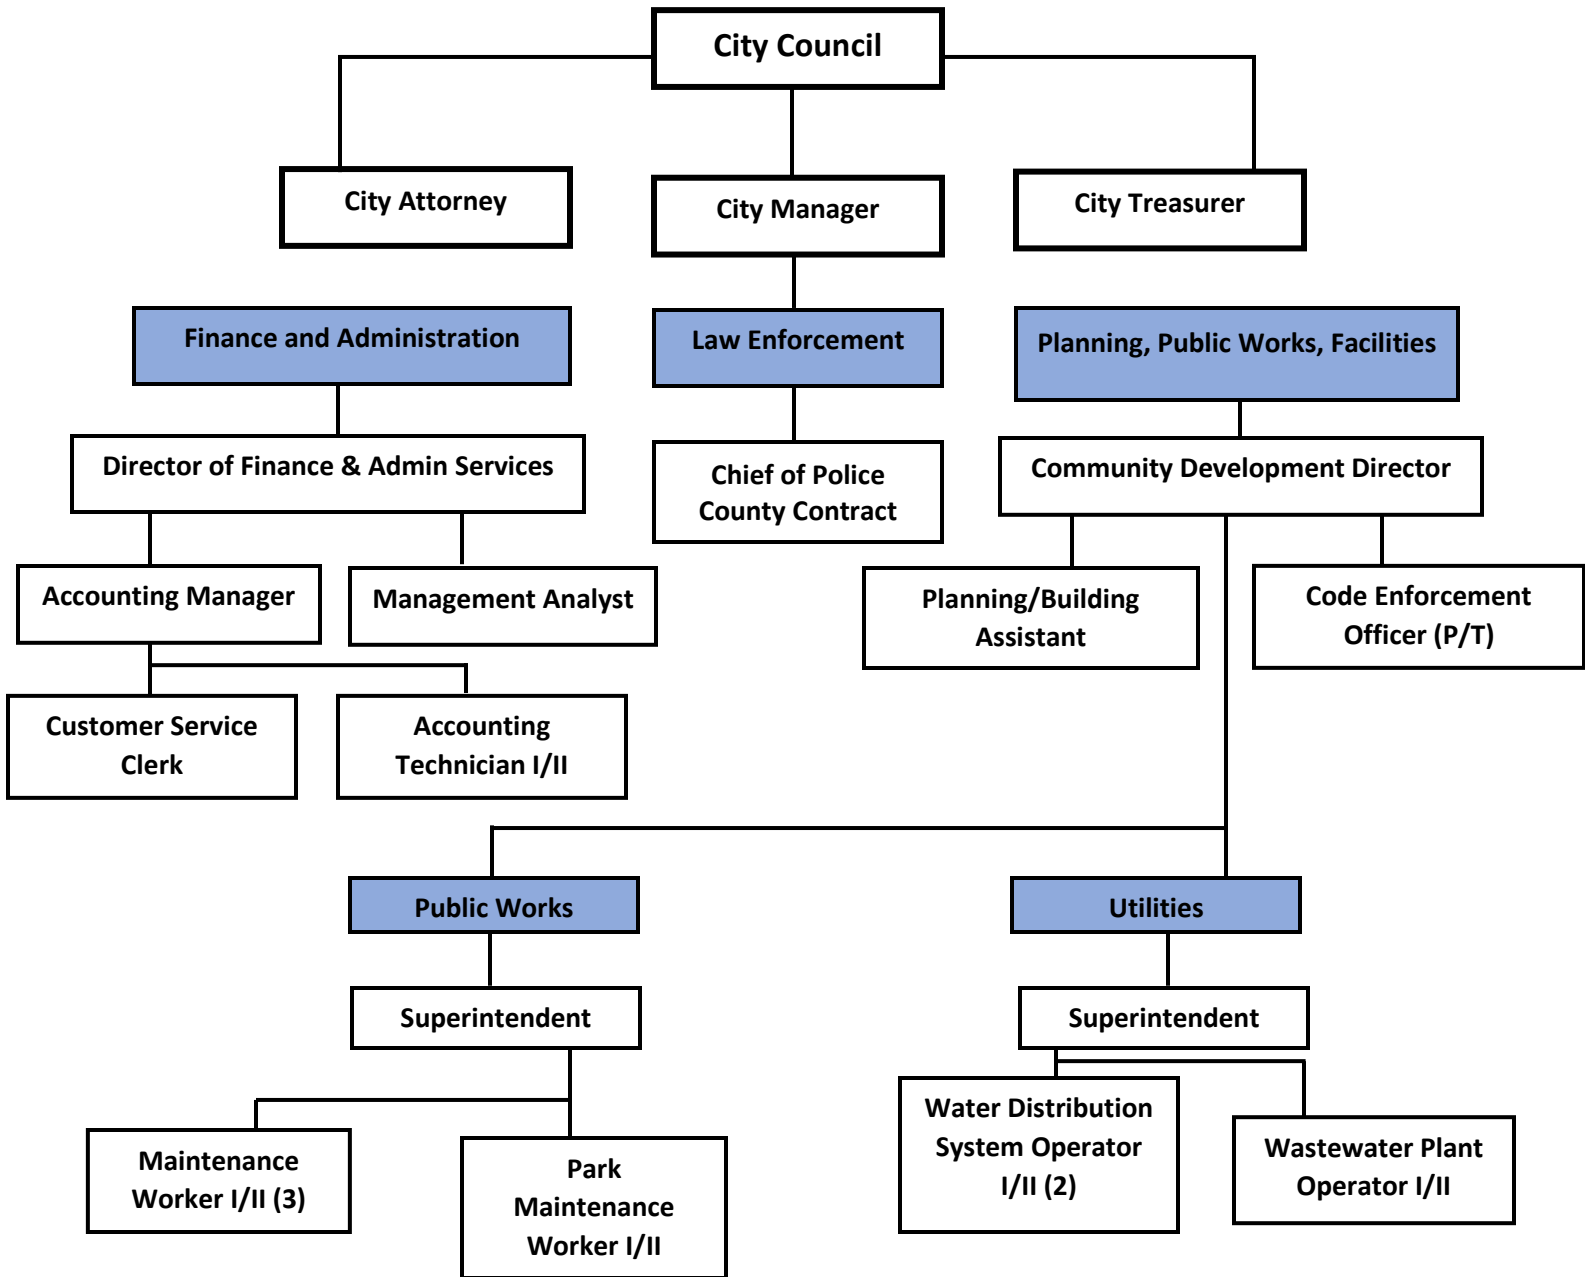 City Council
City Attorney
City Manager
City Treasurer
Finance and Administration
Law Enforcement
Planning, Public Works, Facilities
Director of Finance & Admin Services
Chief of Police
County Contract
Community Development Director
Accounting Manager
Management Analyst
Planning/Building
Assistant
Code Enforcement
Officer (P/T)
Customer Service
Clerk
Accounting
Technician I/II
Public Works
Utilities
Superintendent
Superintendent
Maintenance
Worker I/II (3)
Park
Maintenance
Worker I/II
Water Distribution
System Operator
I/II (2)
Wastewater Plant
Operator I/II